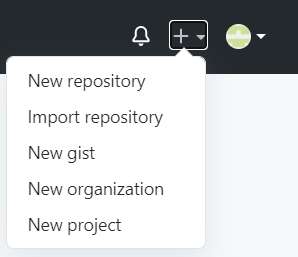 New repository
Import repository
New gist
New organization
New project